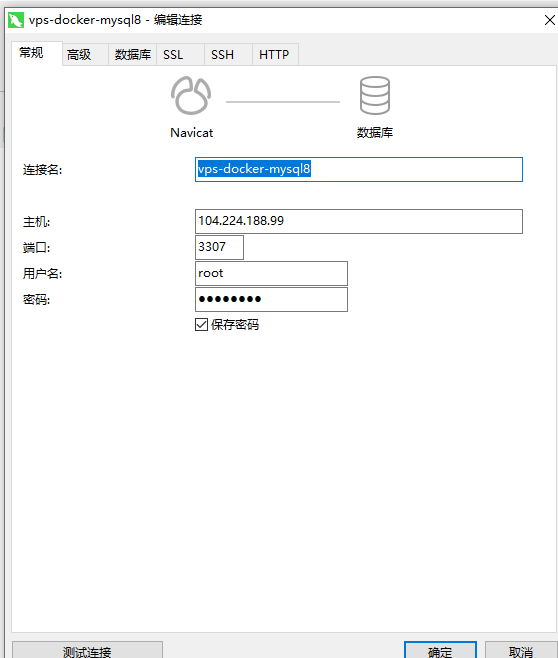 vps-docker-mysql8 - 编辑连接
常规 高级 数据库 SSL SSH HTTP
Navicat 数据库
连接名: vps-docker-mysql8
主机: 104.224.188.99
端口: 3307
用户名: root
密码: ●●●●●●●●
保存密码
测试连接 确定 取消